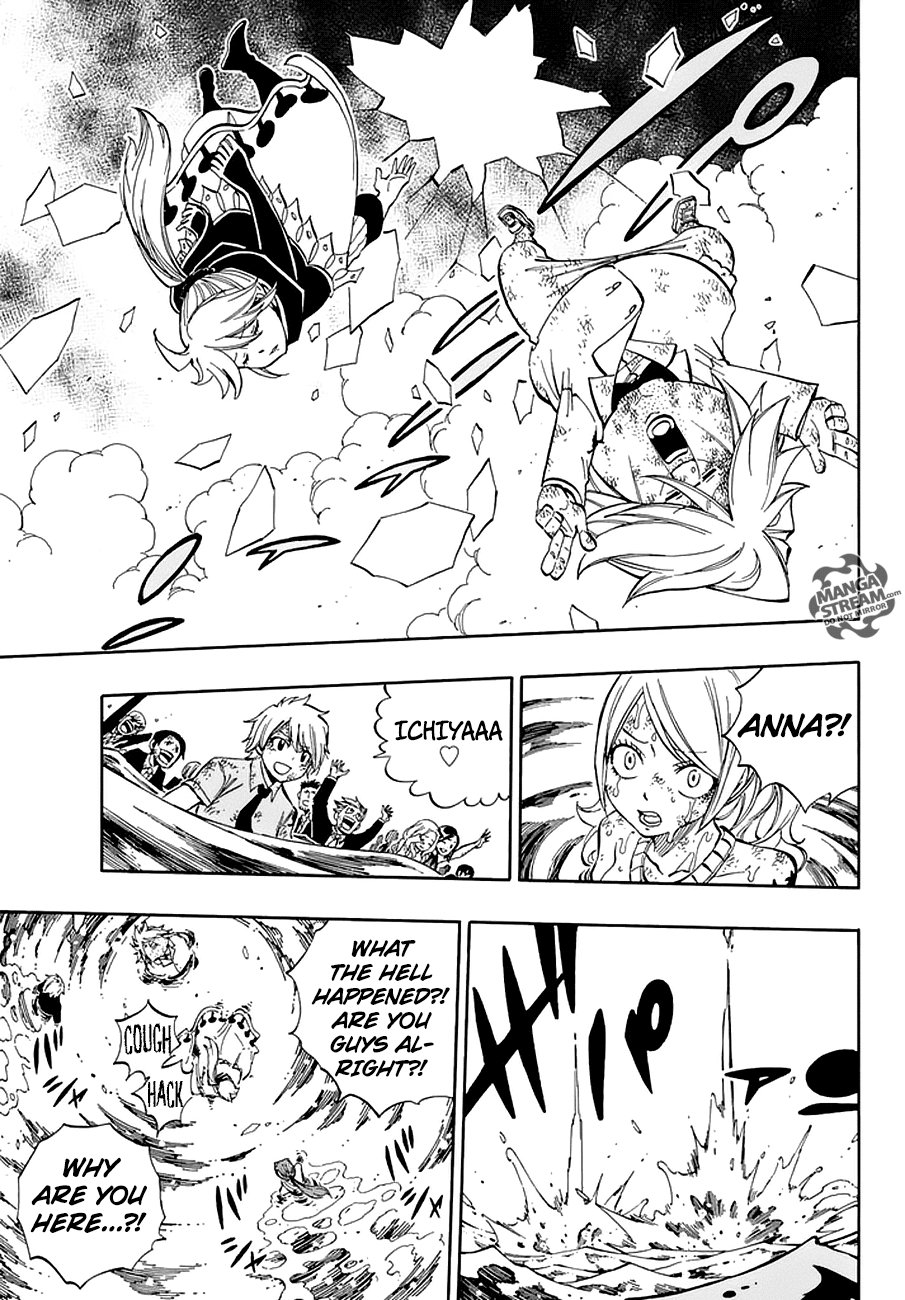 MANGA
STREAM.com
DO NOT MIRROR
ANNA?!
ICHIYAAA
♡
WHAT
THE HELL
HAPPENED?!
ARE YOU
GUYS AL-
RIGHT?!
COUGH
HACK
WHY
ARE YOU
HERE...?!